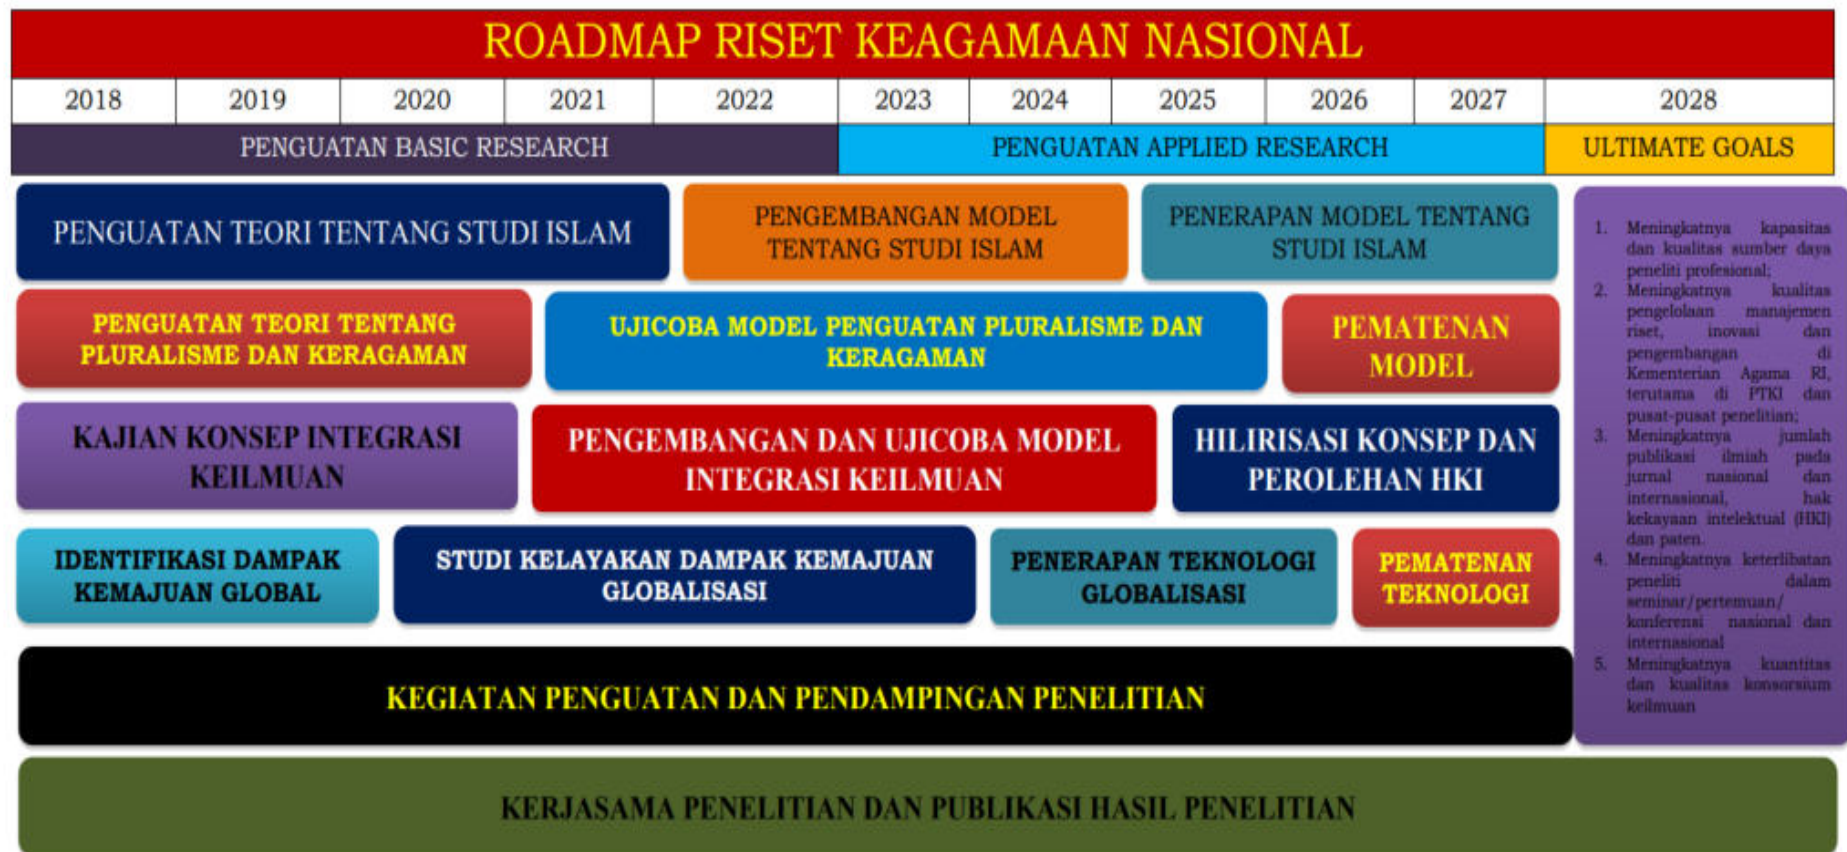 ROADMAP RISET KEAGAMAAN NASIONAL
2018 2019 2020 2021 2022 2023 2024 2025 2026 2027 2028
PENGUATAN BASIC RESEARCH PENGUATAN APPLIED RESEARCH ULTIMATE GOALS
PENGUATAN TEORI TENTANG STUDI ISLAM
PENGEMBANGAN MODEL
TENTANG STUDI ISLAM
PENERAPAN MODEL TENTANG
STUDI ISLAM
PENGUATAN TEORI TENTANG
PLURALISME DAN KERAGAMAN
UJICOBA MODEL PENGUATAN PLURALISME DAN
KERAGAMAN
PEMATENAN
MODEL
KAJIAN KONSEP INTEGRASI
KEILMUAN
PENGEMBANGAN DAN UJICOBA MODEL
INTEGRASI KEILMUAN
HILIRISASI KONSEP DAN
PEROLEHAN HKI
IDENTIFIKASI DAMPAK
KEMAJUAN GLOBAL
STUDI KELAYAKAN DAMPAK KEMAJUAN
GLOBALISASI
PENERAPAN TEKNOLOGI
GLOBALISASI
PEMATENAN
TEKNOLOGI
1. Meningkatnya kapasitas
dan kualitas sumber daya
peneliti profesional;
2. Meningkatnya kualitas
pengelolaan manajemen
riset, inovasi dan
pengembangan di
Kementerian Agama RI,
terutama di PTKI dan
pusat-pusat penelitian;
3. Meningkatnya jumlah
publikasi ilmiah pada
jurnal nasional dan
internasional, hak
kekayaan intelektual (HKI)
dan paten.
4. Meningkatnya keterlibatan
peneliti dalam
seminar/pertemuan/
konferensi nasional dan
internasional
5. Meningkatnya kuantitas
dan kualitas konsorsium
keilmuan
KEGIATAN PENGUATAN DAN PENDAMPINGAN PENELITIAN
KERJASAMA PENELITIAN DAN PUBLIKASI HASIL PENELITIAN